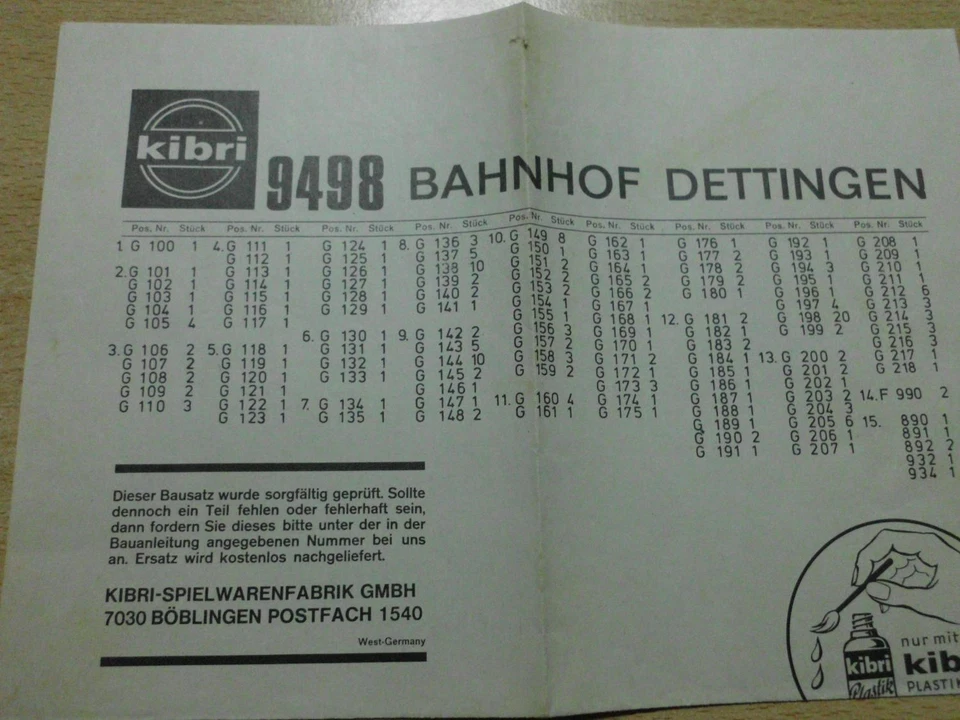 kibri
9498 BAHNHOF DETTINGEN
Pos. Nr. Stück
1. G 100 1
2. G 101 1
G 102 1
G 103 1
G 104 1
G 105 4
3. G 106 2
G 107 2
G 108 2
G 109 2
G 110 3
Pos. Nr. Stück
4. G 111 1
G 112 1
G 113 1
G 114 1
G 115 1
G 116 1
G 117 1
5. G 118 1
G 119 1
G 120 1
G 121 1
G 122 1
G 123 1
Pos. Nr. Stück
G 124 1
G 125 1
G 126 1
G 127 1
G 128 1
G 129 1
6. G 130 1
G 131 1
G 132 1
G 133 1
7. G 134 1
G 135 1
Pos. Nr. Stück
8. G 136 3
G 137 5
G 138 10
G 139 2
G 140 2
G 141 1
9. G 142 2
G 143 5
G 144 10
G 145 2
G 146 1
G 147 1
G 148 2
Pos. Nr. Stück
10. G 149 8
G 150 1
G 151 2
G 152 2
G 153 2
G 154 1
G 155 1
G 156 3
G 157 2
G 158 3
G 159 2
11. G 160 4
G 161 1
Pos. Nr. Stück
G 162 1
G 163 1
G 164 1
G 165 2
G 166 2
G 167 1
G 168 1
G 169 1
G 170 1
G 171 2
G 172 1
G 173 3
G 174 1
G 175 1
Pos. Nr. Stück
G 176 1
G 177 2
G 178 2
G 179 2
G 180 1
12. G 181 2
G 182 1
G 183 2
G 184 1
G 185 1
G 186 1
G 187 1
G 188 1
G 189 1
G 190 2
G 191 1
Pos. Nr. Stück
G 192 1
G 193 1
G 194 3
G 195 1
G 196 1
G 197 4
G 198 20
G 199 2
13. G 200 2
G 201 2
G 202 1
G 203 2
G 204 3
G 205 6
G 206 1
G 207 1
Pos. Nr. Stück
G 208 1
G 209 1
G 210 1
G 211 1
G 212 6
G 213 3
G 214 3
G 215 3
G 216 3
G 217 1
G 218 1
14. F 990 2
15. 890 1
891 1
892 2
932 1
934 1
Dieser Bausatz wurde sorgfältig geprüft. Sollte
dennoch ein Teil fehlen oder fehlerhaft sein,
dann fordern Sie dieses bitte unter der in der
Bauanleitung angegebenen Nummer bei uns
an. Ersatz wird kostenlos nachgeliefert.
KIBRI-SPIELWARENFABRIK GMBH
7030 BÖBLINGEN POSTFACH 1540
West-Germany
kibri
Plastik
nur mit
kib
PLASTIK